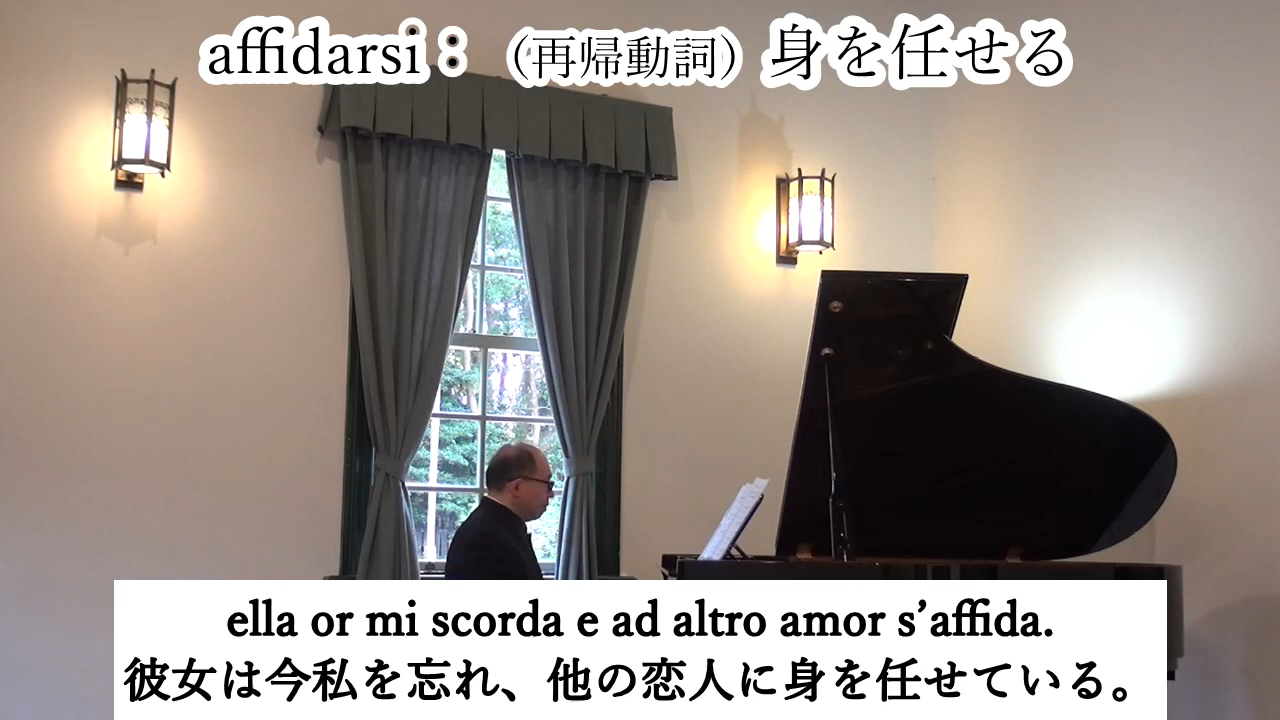 affidarsi：（再帰動詞）身を任せる
ella or mi scorda e ad altro amor s’affida.
彼女は今私を忘れ、他の恋人に身を任せている。